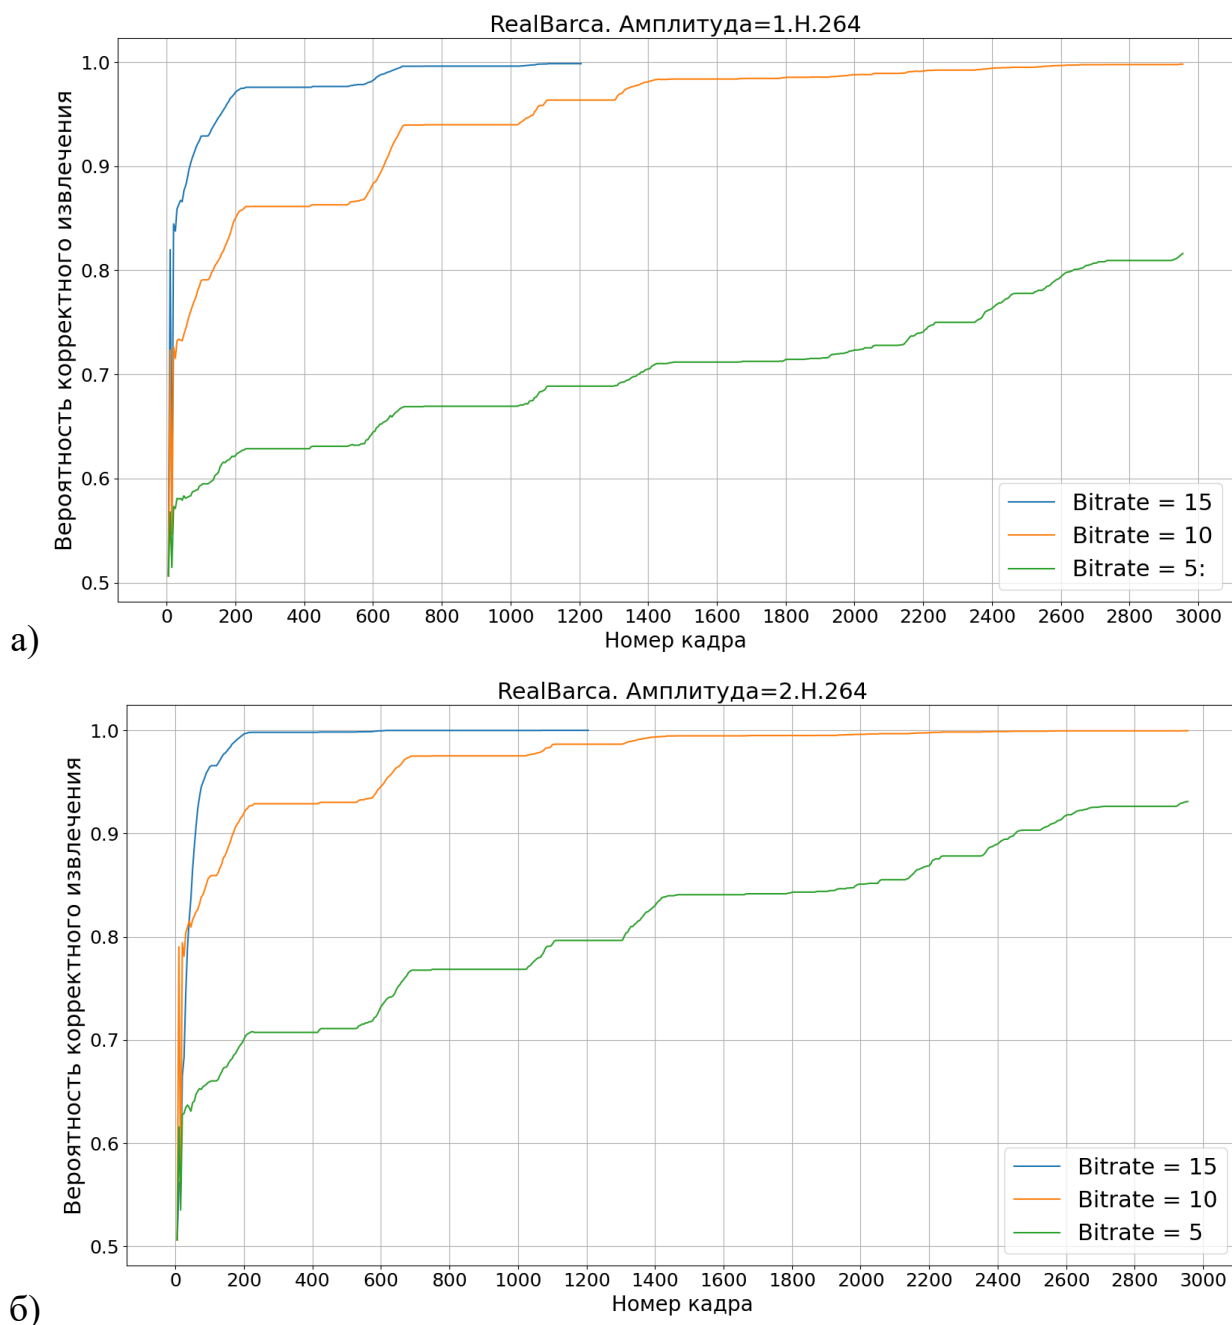 RealBarca. Амплитуда=1.H.264
Вероятность корректного извлечения
1.0
0.9
0.8
0.7
0.6
0.5
Bitrate = 15
Bitrate = 10
Bitrate = 5:
0 200 400 600 800 1000 1200 1400 1600 1800 2000 2200 2400 2600 2800 3000
Номер кадра
а)
RealBarca. Амплитуда=2.H.264
Вероятность корректного извлечения
1.0
0.9
0.8
0.7
0.6
0.5
Bitrate = 15
Bitrate = 10
Bitrate = 5
0 200 400 600 800 1000 1200 1400 1600 1800 2000 2200 2400 2600 2800 3000
Номер кадра
б)